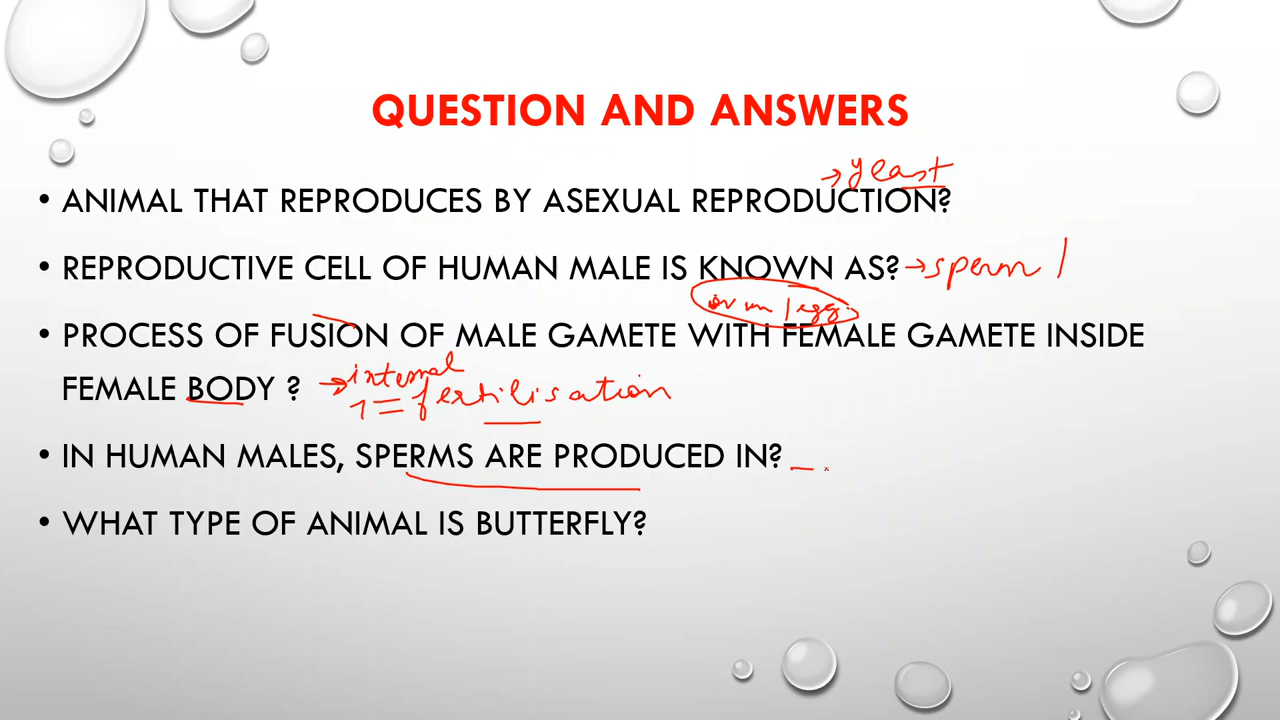 QUESTION AND ANSWERS
→yeast
• ANIMAL THAT REPRODUCES BY ASEXUAL REPRODUCTION?
• REPRODUCTIVE CELL OF HUMAN MALE IS KNOWN AS? →sperm /
ovum / egg
• PROCESS OF FUSION OF MALE GAMETE WITH FEMALE GAMETE INSIDE
FEMALE BODY ? → internal
fertilisation
• IN HUMAN MALES, SPERMS ARE PRODUCED IN?
• WHAT TYPE OF ANIMAL IS BUTTERFLY?